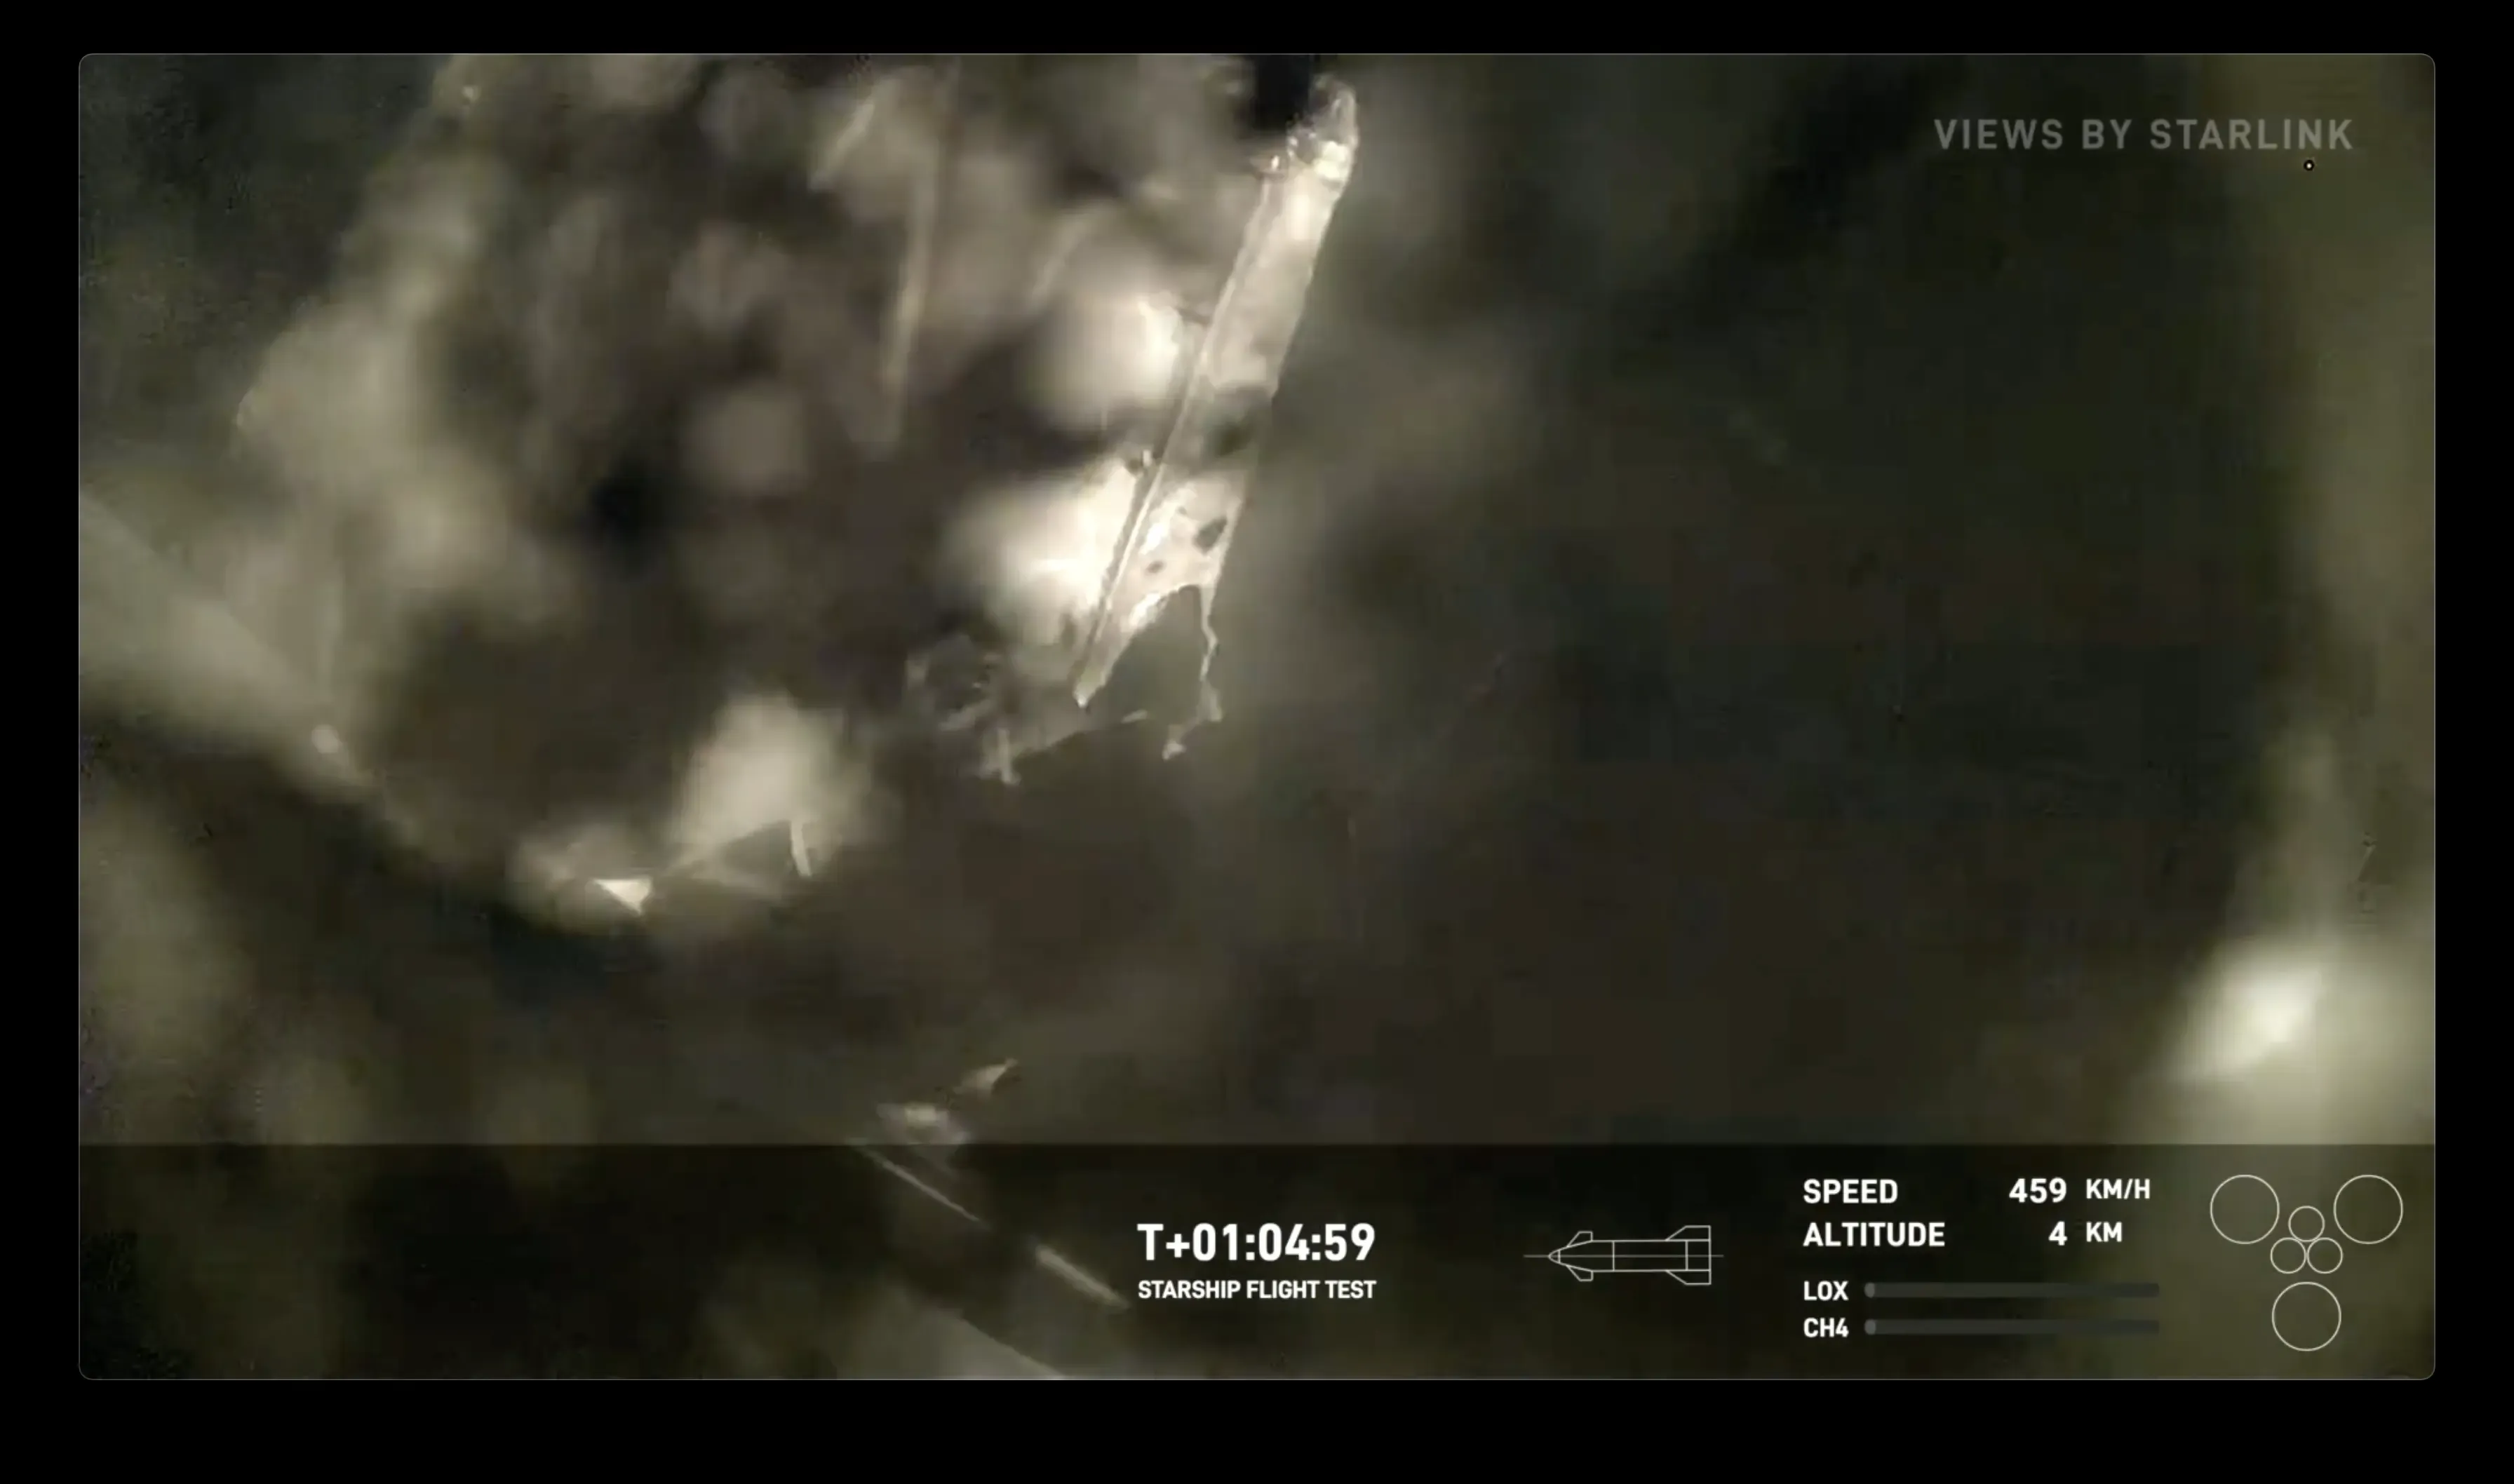 VIEWS BY STARLINK
T+01:04:59
STARSHIP FLIGHT TEST
SPEED 459 KM/H
ALTITUDE 4 KM
LOX
CH4